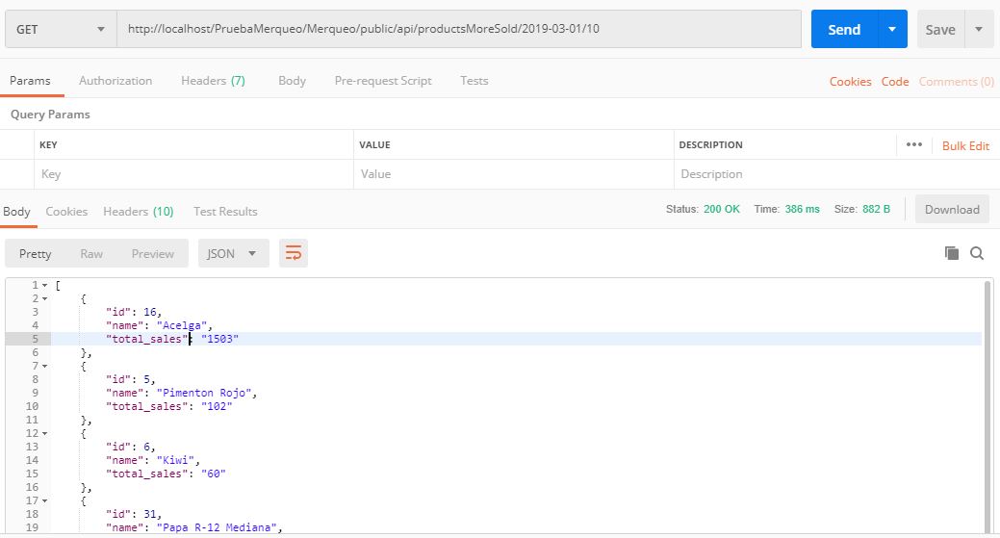 GET http://localhost/PruebaMerqueo/Merqueo/public/api/productsMoreSold/2019-03-01/10 Send Save
Params Authorization Headers (7) Body Pre-request Script Tests Cookies Code Comments (0)
Query Params
KEY VALUE DESCRIPTION ••• Bulk Edit
Key Value Description
Body Cookies Headers (10) Test Results Status: 200 OK Time: 386 ms Size: 882 B Download
Pretty Raw Preview JSON
1 [
2 {
3 "id": 16,
4 "name": "Acelga",
5 "total_sales": "1503"
6 },
7 {
8 "id": 5,
9 "name": "Pimenton Rojo",
10 "total_sales": "102"
11 },
12 {
13 "id": 6,
14 "name": "Kiwi",
15 "total_sales": "60"
16 },
17 {
18 "id": 31,
19 "name": "Papa R-12 Mediana",